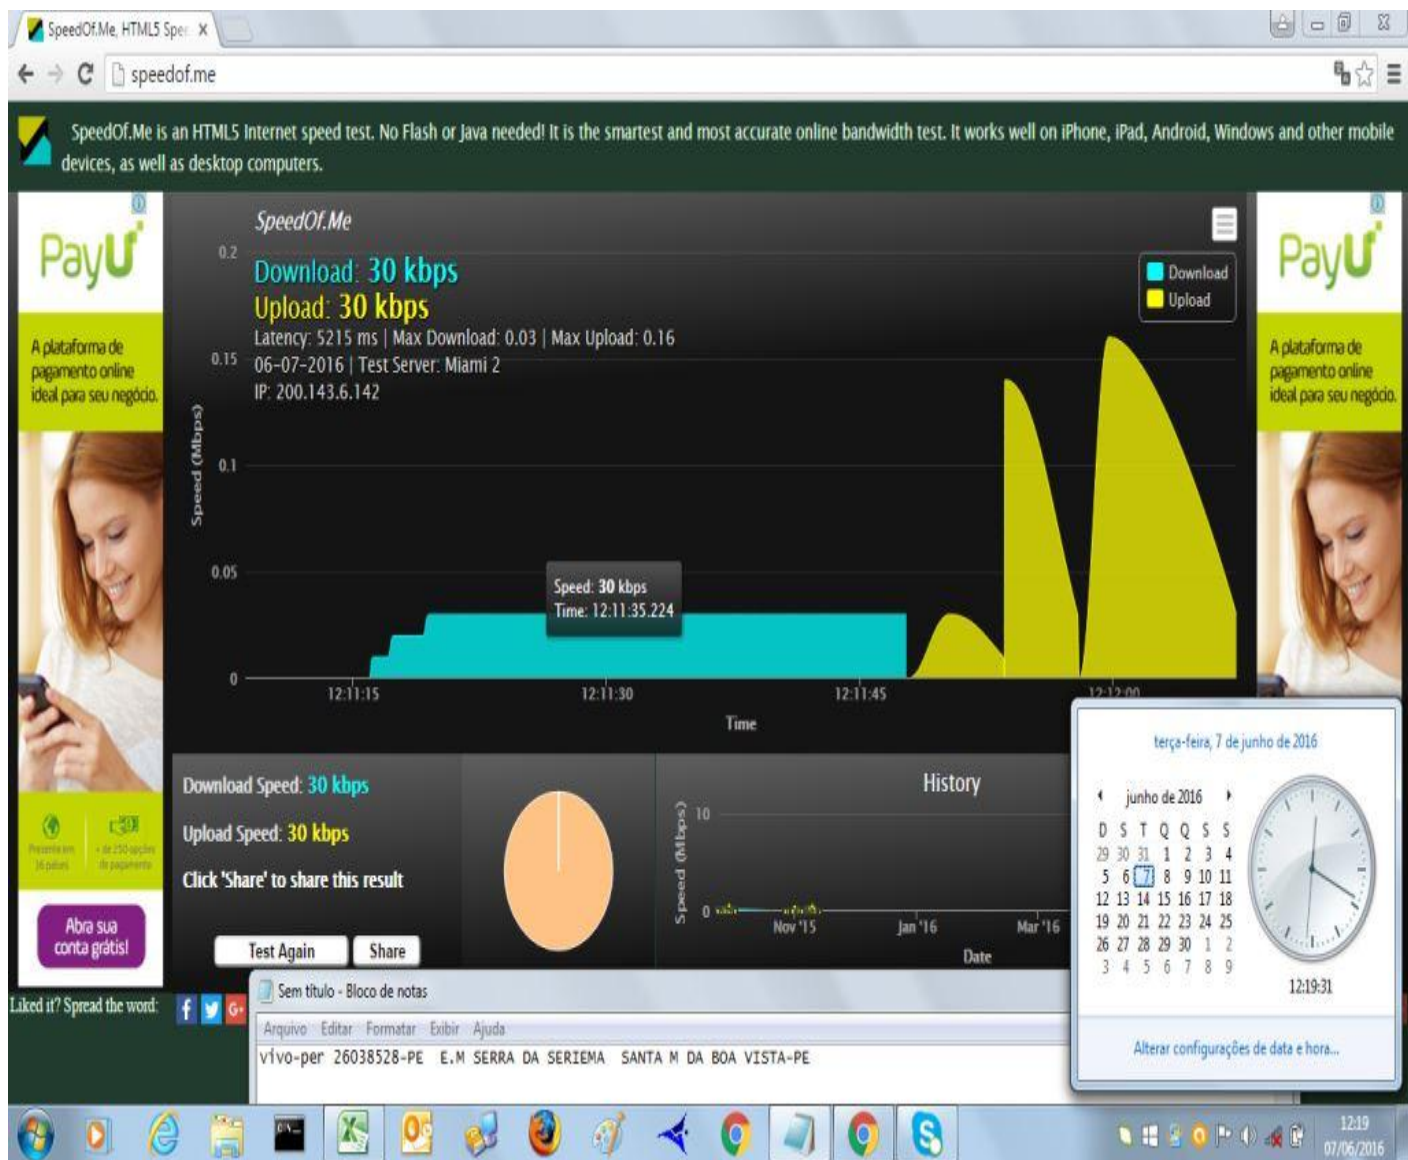 SpeedOf.Me, HTML5 Spee
speedof.me
SpeedOf.Me is an HTML5 Internet speed test. No Flash or Java needed! It is the smartest and most accurate online bandwidth test. It works well on iPhone, iPad, Android, Windows and other mobile
devices, as well as desktop computers.
PayU
A plataforma de
pagamento online
ideal para seu negócio.
Presente em
16 países
+ de 250 opções
de pagamento
Abra sua
conta grátis!
SpeedOf.Me
Download: 30 kbps
Upload: 30 kbps
Latency: 5215 ms | Max Download: 0.03 | Max Upload: 0.16
06-07-2016 | Test Server: Miami 2
IP: 200.143.6.142
Download
Upload
Speed (Mbps)
0.2
0.15
0.1
0.05
0
Speed: 30 kbps
Time: 12:11:35.224
12:11:15 12:11:30 12:11:45 12:12:00
Time
PayU
A plataforma de
pagamento online
ideal para seu negócio.
Download Speed: 30 kbps
Upload Speed: 30 kbps
Click 'Share' to share this result
Test Again Share
History
Speed (Mbps)
10
0
Nov '15 Jan '16 Mar '16
Date
terça-feira, 7 de junho de 2016
junho de 2016
D S T Q Q S S
29 30 31 1 2 3 4
5 6 7 8 9 10 11
12 13 14 15 16 17 18
19 20 21 22 23 24 25
26 27 28 29 30 1 2
3 4 5 6 7 8 9
12:19:31
Alterar configurações de data e hora...
Liked it? Spread the word:
Sem título - Bloco de notas
Arquivo Editar Formatar Exibir Ajuda
vivo-per 26038528-PE E.M SERRA DA SERIEMA SANTA M DA BOA VISTA-PE
12:19
07/06/2016